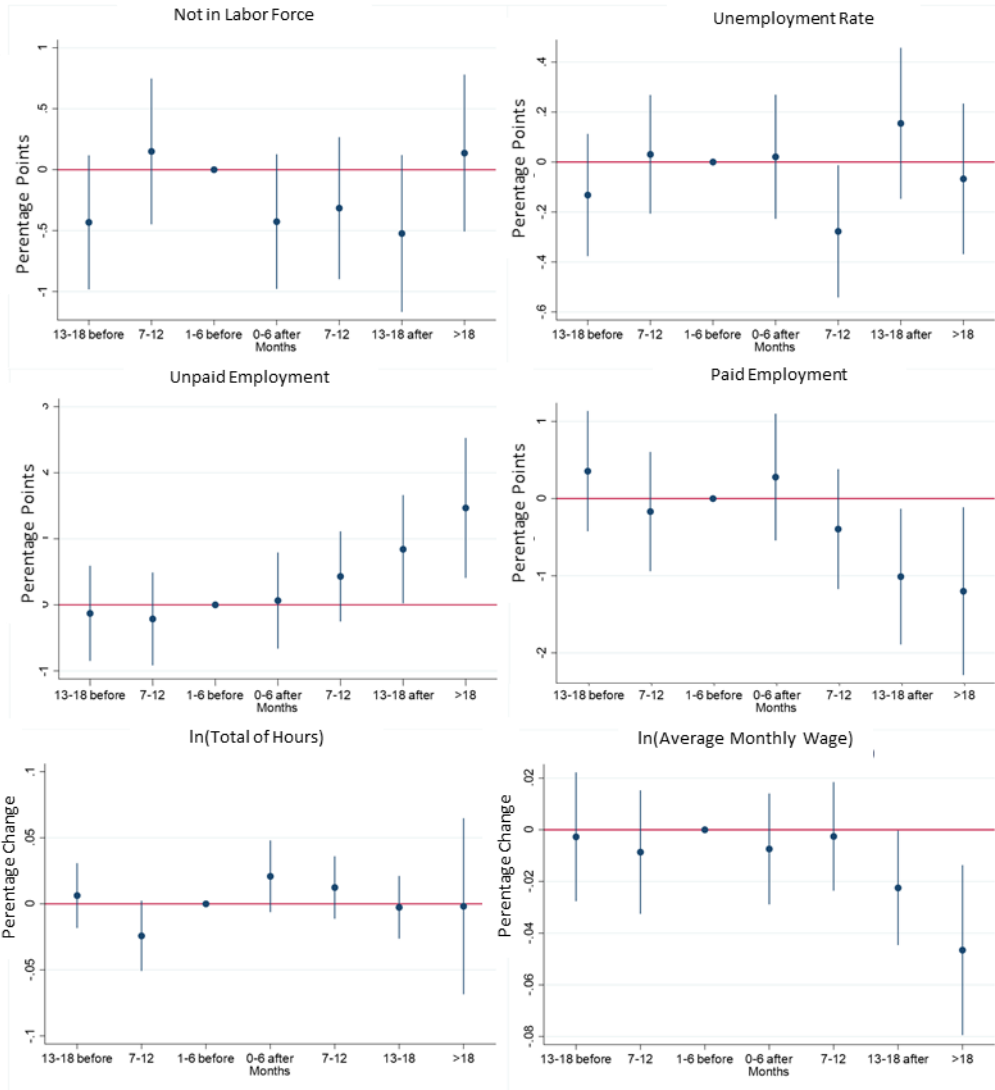 Not in Labor Force
Perentage Points
1
.5
0
-.5
-1
13-18 before 7-12 1-6 before 0-6 after 7-12 13-18 after >18
Months
Unemployment Rate
Perentage Points
.4
.2
0
-.2
-.4
-.6
13-18 before 7-12 1-6 before 0-6 after 7-12 13-18 after >18
Months
Unpaid Employment
Perentage Points
-1
13-18 before 7-12 1-6 before 0-6 after 7-12 13-18 after >18
Months
Paid Employment
Perentage Points
1
0
-1
-2
13-18 before 7-12 1-6 before 0-6 after 7-12 13-18 after >18
Months
ln(Total of Hours)
Perentage Change
.1
.05
0
-.05
-.1
13-18 before 7-12 1-6 before 0-6 after 7-12 13-18 >18
Months
ln(Average Monthly Wage)
Perentage Change
.02
0
-.02
-.04
-.06
-.08
13-18 before 7-12 1-6 before 0-6 after 7-12 13-18 after >18
Months